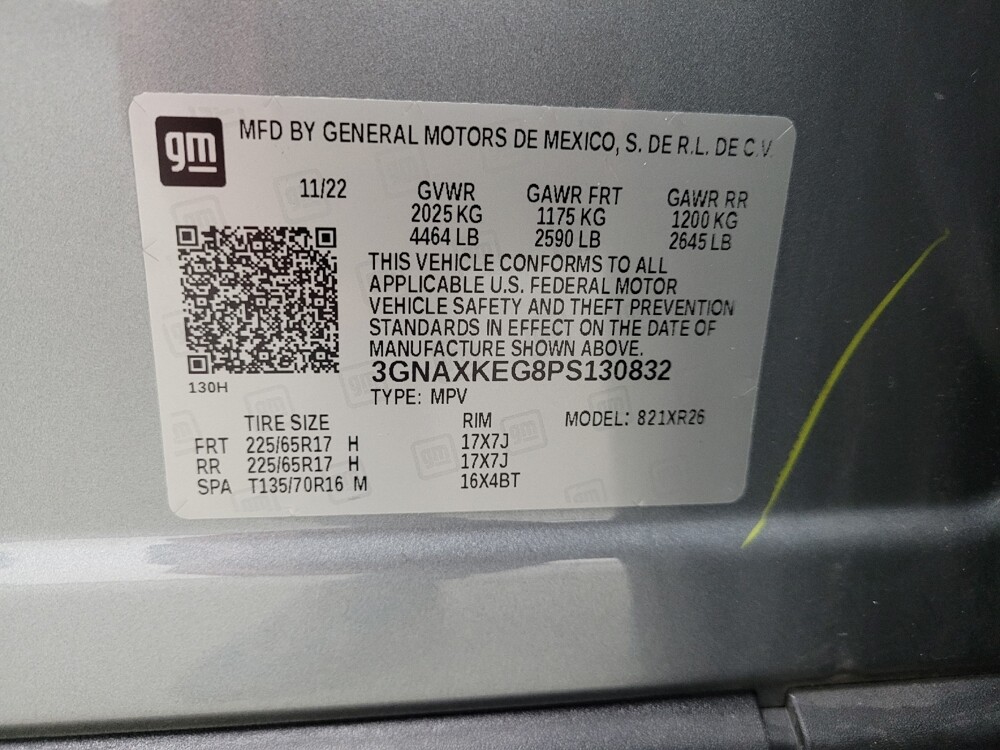 gm MFD BY GENERAL MOTORS DE MEXICO, S. DE R.L. DE C.V.
11/22 GVWR GAWR FRT GAWR RR
2025 KG 1175 KG 1200 KG
4464 LB 2590 LB 2645 LB
THIS VEHICLE CONFORMS TO ALL
APPLICABLE U.S. FEDERAL MOTOR
VEHICLE SAFETY AND THEFT PREVENTION
STANDARDS IN EFFECT ON THE DATE OF
MANUFACTURE SHOWN ABOVE.
3GNAXKEG8PS130832
130H
TYPE: MPV
TIRE SIZE RIM MODEL: 821XR26
FRT 225/65R17 H 17X7J
RR 225/65R17 H 17X7J
SPA T135/70R16 M 16X4BT